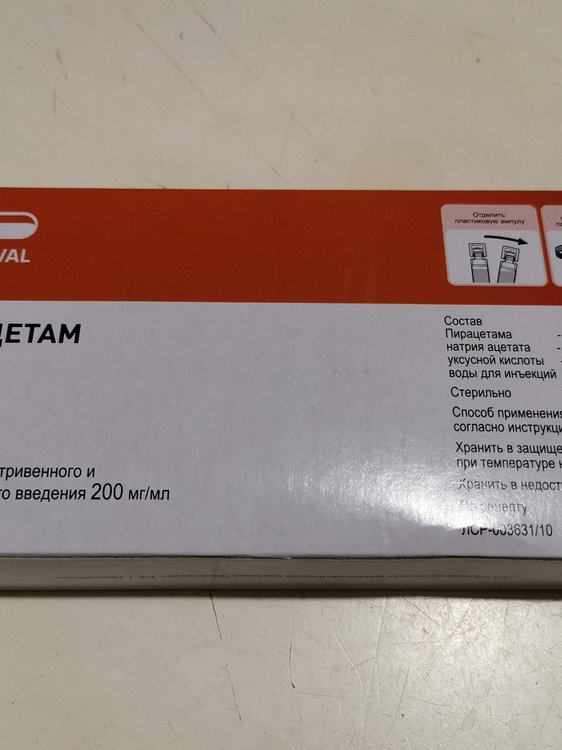 Отделить
пластиковую ампулу
VAL
ЦЕТАМ
Состав
Пирацетама -
натрия ацетата -
уксусной кислоты -
воды для инъекций
Стерильно
Способ применения
согласно инструкци
Хранить в защище
при температуре н
Хранить в недост
По рецепту
ЛСР-003631/10
тривенного и
го введения 200 мг/мл